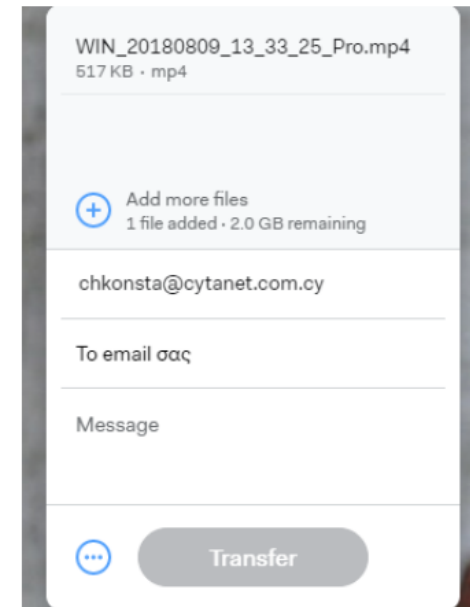 WIN_20180809_13_33_25_Pro.mp4
517 KB · mp4
Add more files
1 file added · 2.0 GB remaining
chkonsta@cytanet.com.cy
Το email σας
Message
Transfer